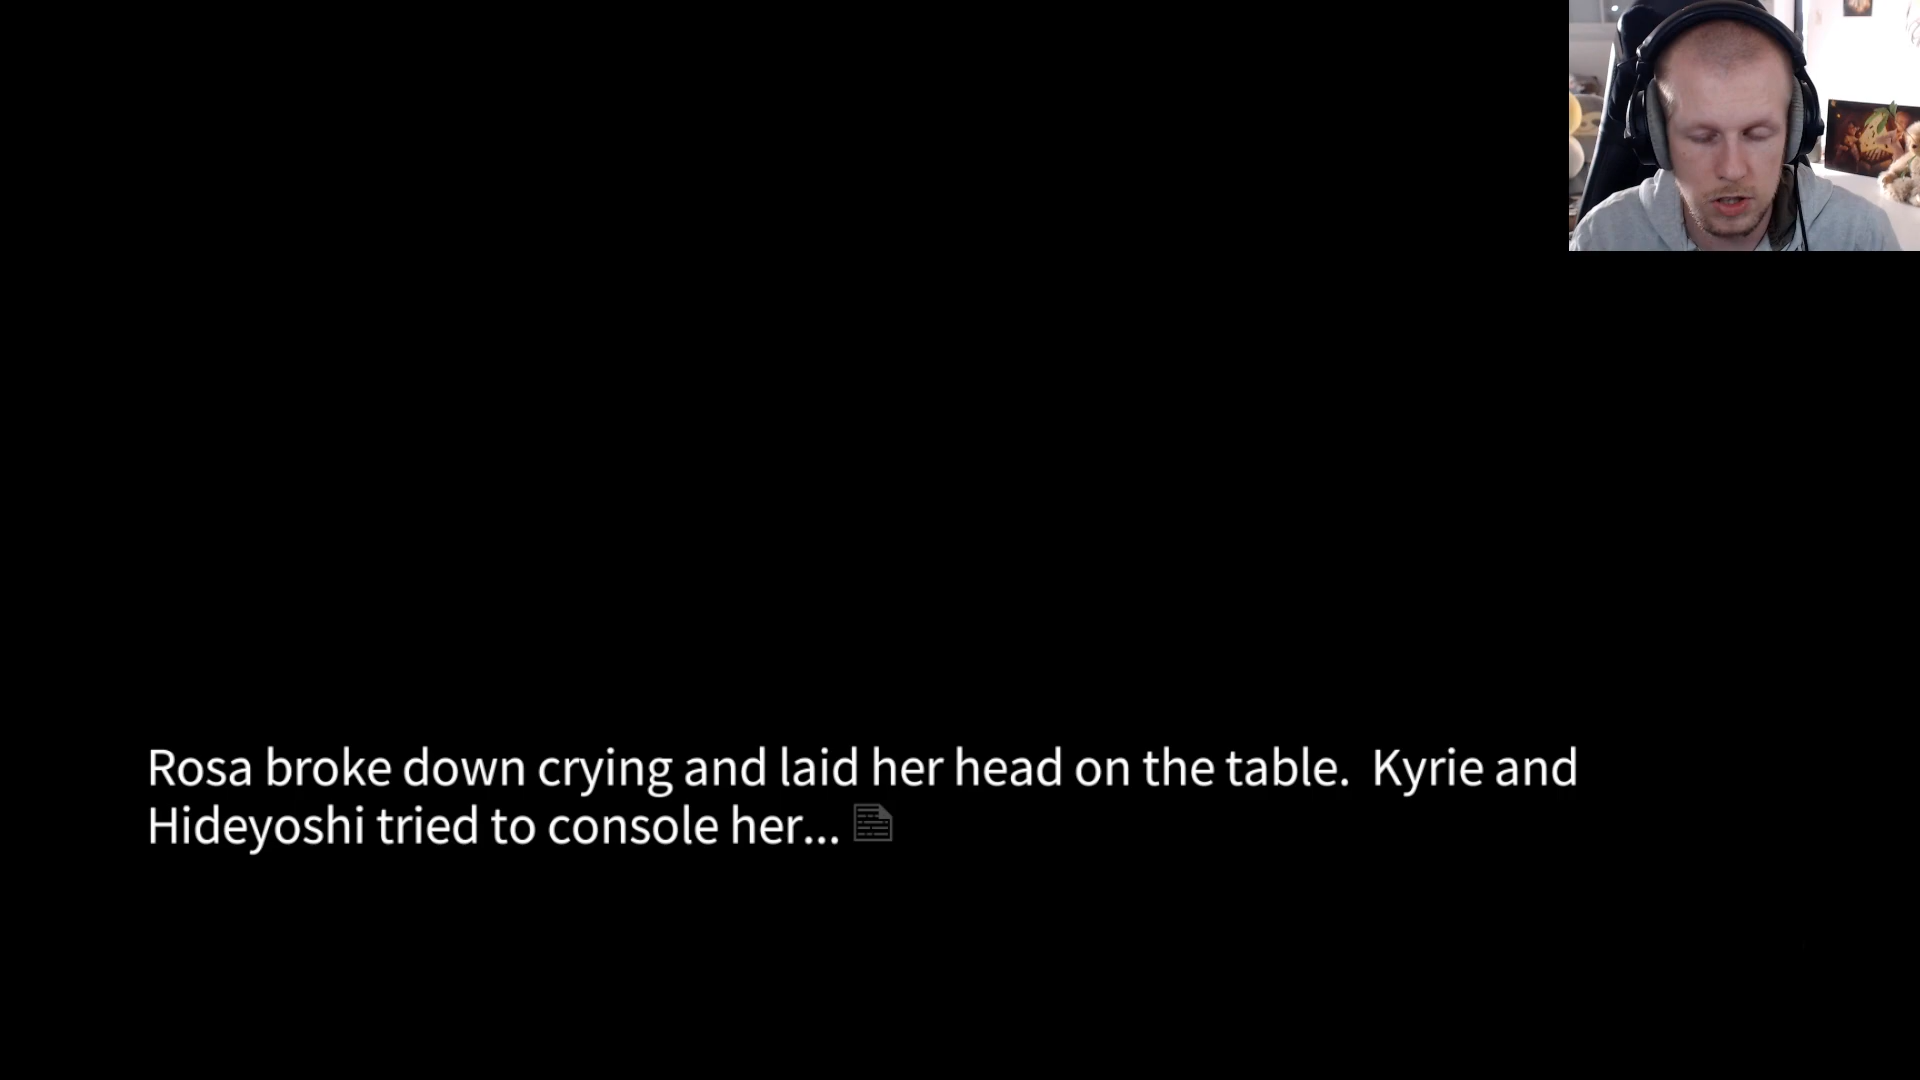 Rosa broke down crying and laid her head on the table.  Kyrie and
Hideyoshi tried to console her...